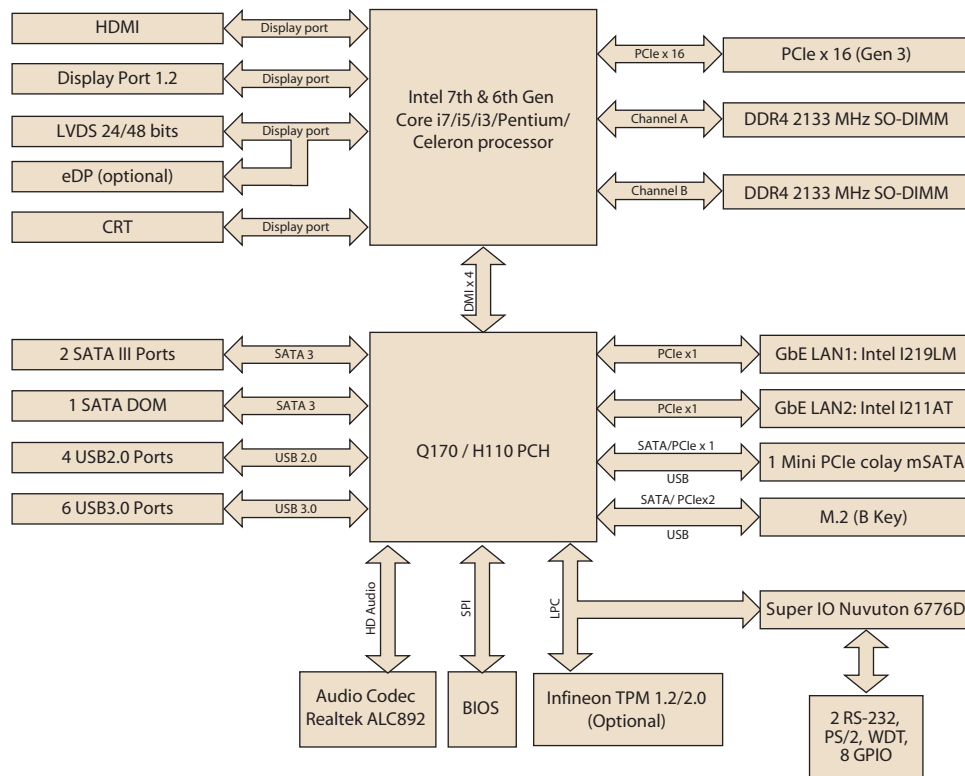 HDMI
Display port
Display Port 1.2
Display port
LVDS 24/48 bits
Display port
eDP (optional)
CRT
Display port
Intel 7th & 6th Gen
Core i7/i5/i3/Pentium/
Celeron processor
PCIe x 16
PCIe x 16 (Gen 3)
Channel A
DDR4 2133 MHz SO-DIMM
Channel B
DDR4 2133 MHz SO-DIMM
DMI x 4
2 SATA III Ports
SATA 3
1 SATA DOM
SATA 3
4 USB2.0 Ports
USB 2.0
6 USB3.0 Ports
USB 3.0
Q170 / H110 PCH
PCIe x1
GbE LAN1: Intel I219LM
PCIe x1
GbE LAN2: Intel I211AT
SATA/PCIe x 1
USB
1 Mini PCIe colay mSATA
SATA/ PCIex2
USB
M.2 (B Key)
HD Audio
SPI
LPC
Super IO Nuvuton 6776D
Audio Codec
Realtek ALC892
BIOS
Infineon TPM 1.2/2.0
(Optional)
2 RS-232,
PS/2, WDT,
8 GPIO